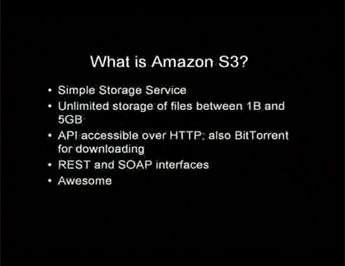 What is Amazon S3?
• Simple Storage Service
• Unlimited storage of files between 1B and
5GB
• API accessible over HTTP; also BitTorrent
for downloading
• REST and SOAP interfaces
• Awesome